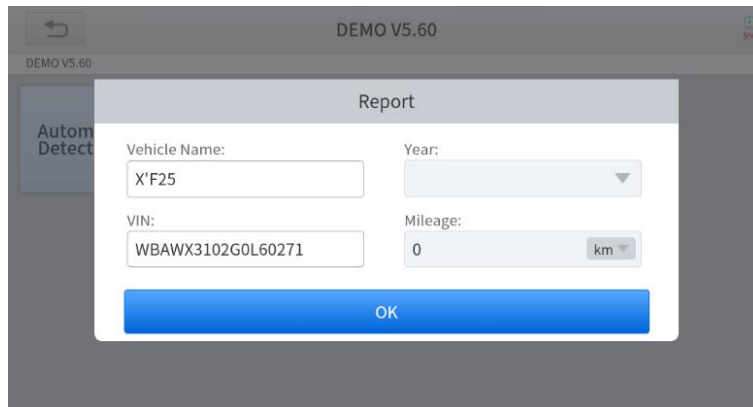 DEMO V5.60
DEMO V5.60
Report
Autom
Detect
Vehicle Name:
Year:
X'F25
VIN:
Mileage:
WBAWX3102G0L60271
0
km
OK